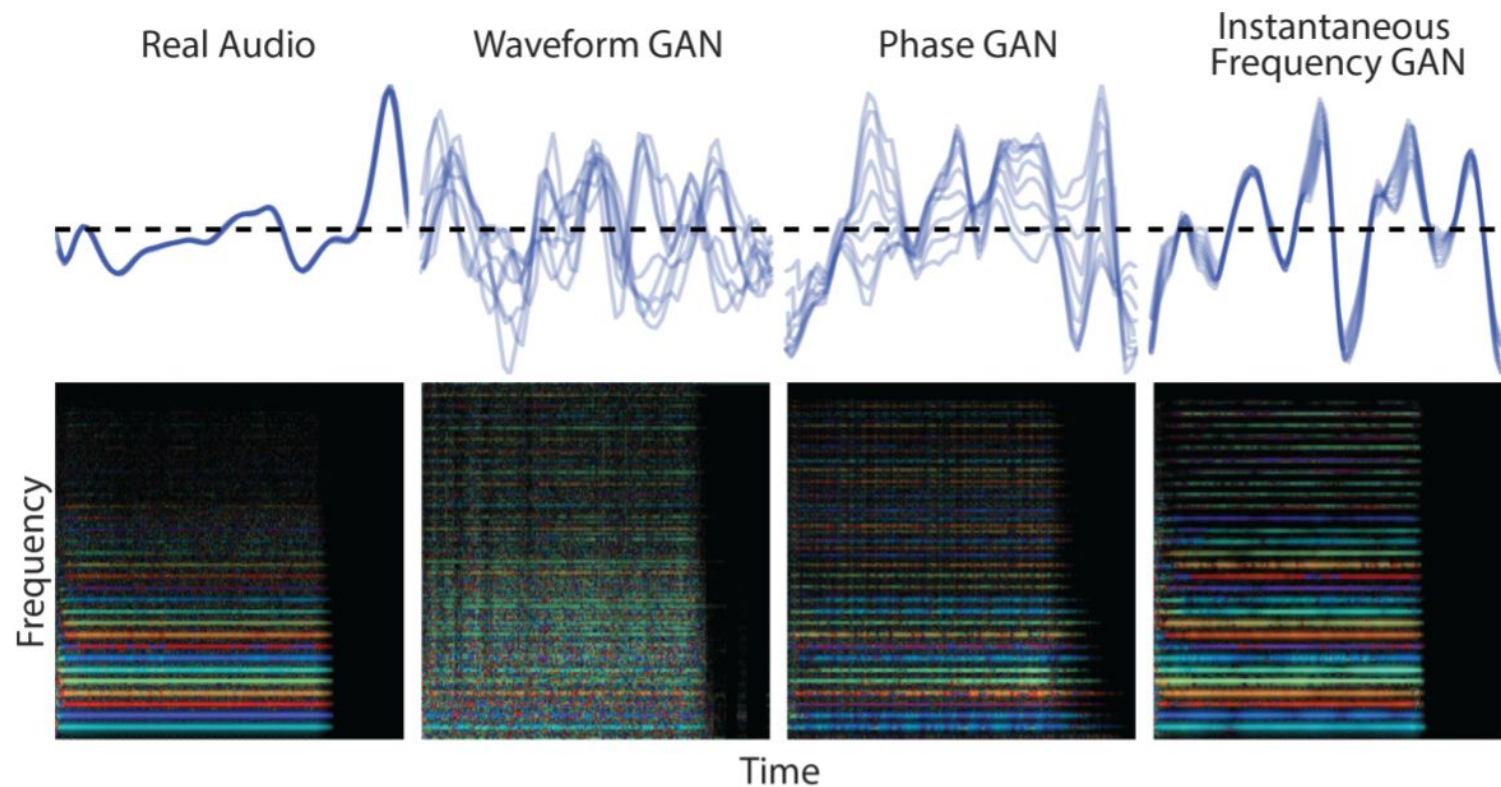 Real Audio
Waveform GAN
Phase GAN
Instantaneous
Frequency GAN
Frequency
Time